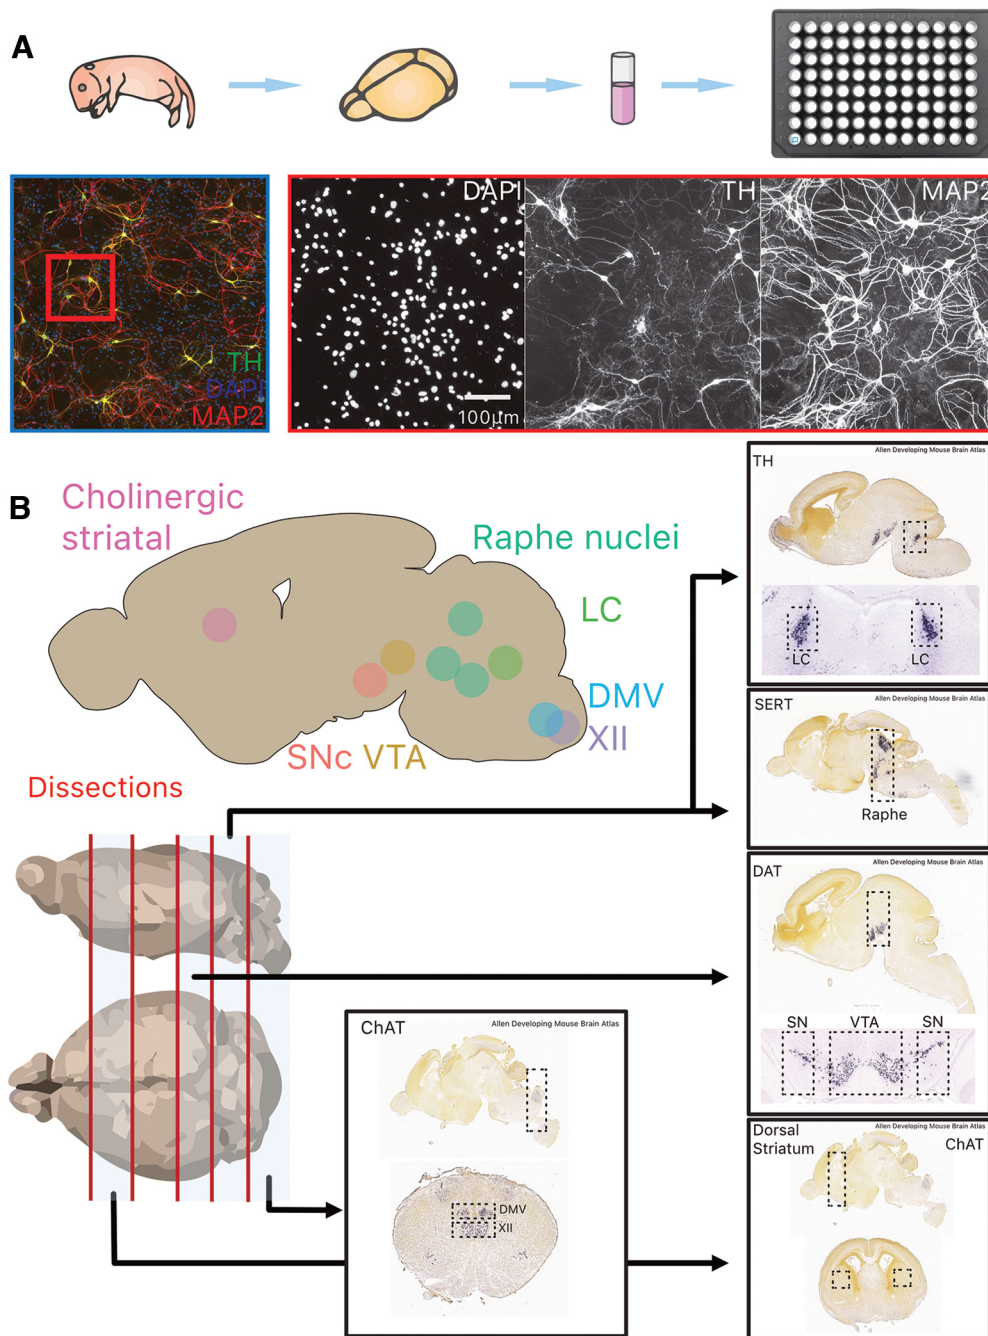 A
DAPI
TH
MAP2
TH
DAPI
MAP2
100μm
B
Cholinergic
striatal
Raphe nuclei
LC
DMV
XII
SNc VTA
Dissections
Allen Developing Mouse Brain Atlas
TH
LC
LC
Allen Developing Mouse Brain Atlas
SERT
Raphe
Allen Developing Mouse Brain Atlas
DAT
SN
VTA
SN
ChAT
Allen Developing Mouse Brain Atlas
DMV
XII
Dorsal
Striatum
Allen Developing Mouse Brain Atlas
ChAT